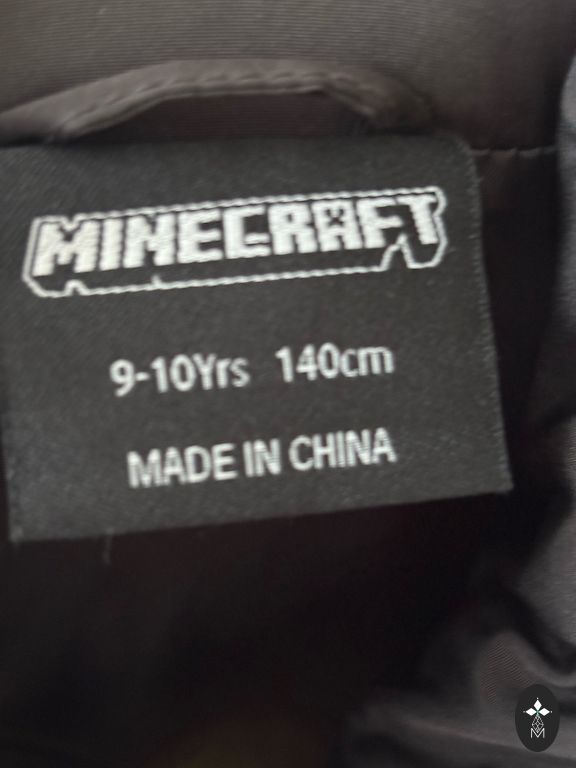 MINECRAFT
9-10Yrs 140cm
MADE IN CHINA
M